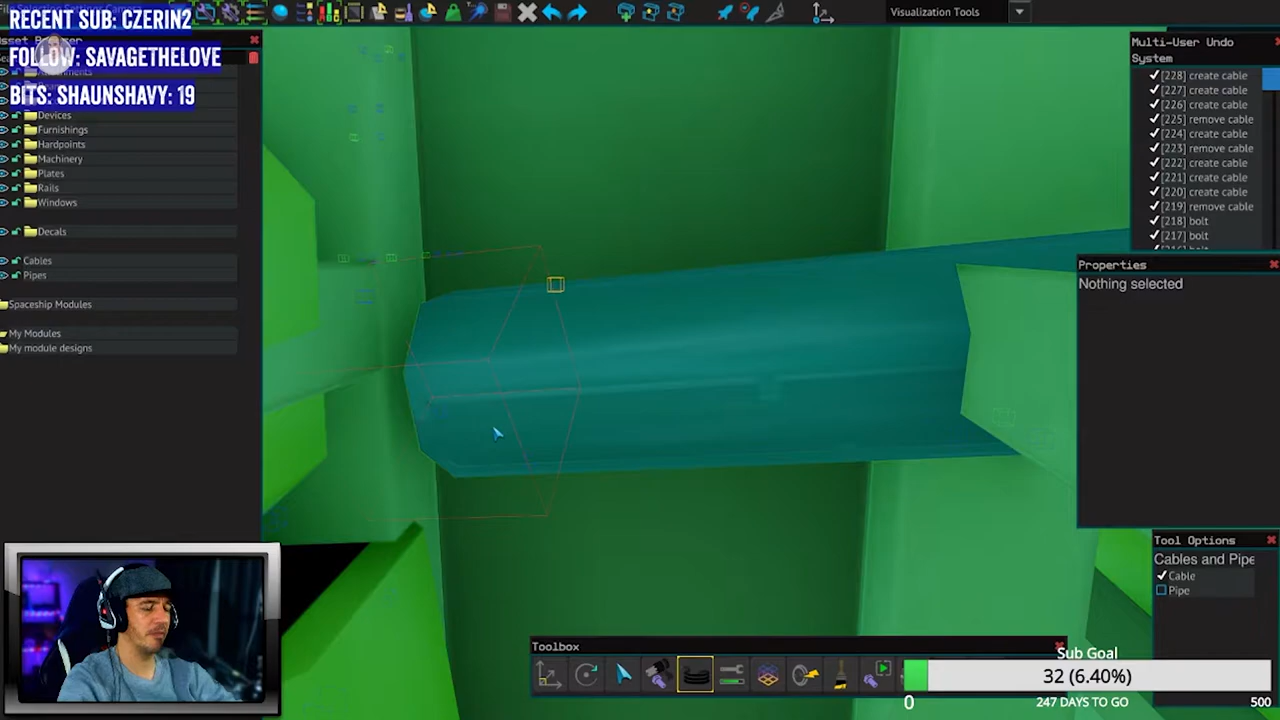 RECENT SUB: CZERIN2
FOLLOW: SAVAGETHELOVE
BITS: SHAUNSHAVY: 19
Devices
Furnishings
Hardpoints
Machinery
Plates
Rails
Windows
Decals
Cables
Pipes
Spaceship Modules
My Modules
My module designs
Visualization Tools
Multi-User Undo
System
[228] create cable
[227] create cable
[226] create cable
[225] remove cable
[224] create cable
[223] remove cable
[222] create cable
[221] create cable
[220] create cable
[219] remove cable
[218] bolt
[217] bolt
Properties
Nothing selected
Tool Options
Cables and Pipe
Cable
Pipe
Toolbox
Sub Goal
32 (6.40%)
0
247 DAYS TO GO
500